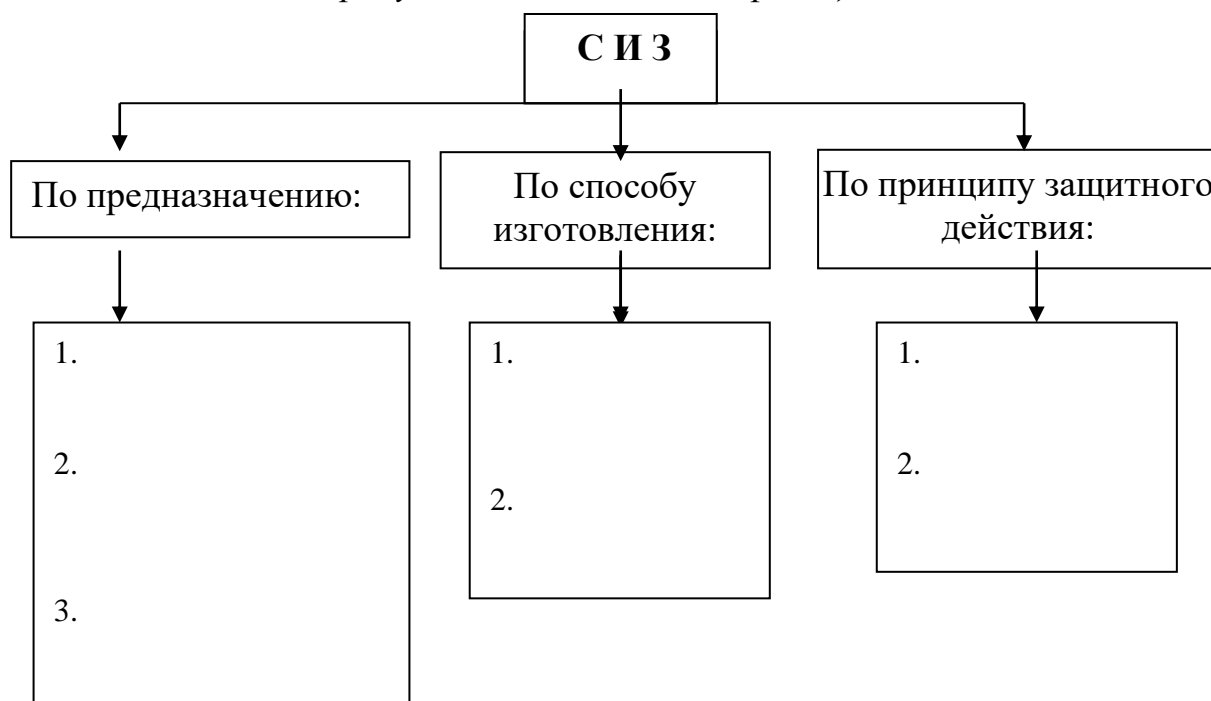 С И З
По предназначению:
По способу
изготовления:
По принципу защитного
действия:
1.
2.
3.
1.
2.
1.
2.